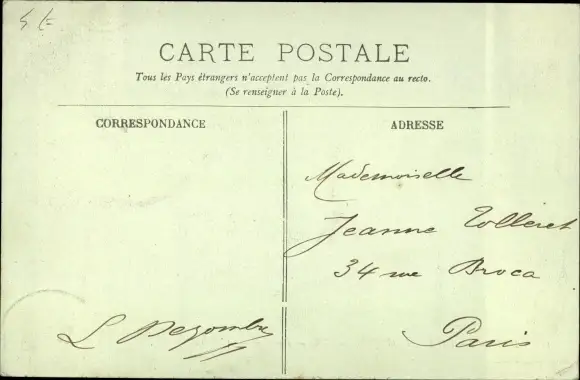 CARTE POSTALE
Tous les Pays étrangers n'acceptent pas la Correspondance au recto.
(Se renseigner à la Poste).
CORRESPONDANCE
ADRESSE
Mademoiselle
Jeanne Tolleret
34 rue Broca
Paris
L